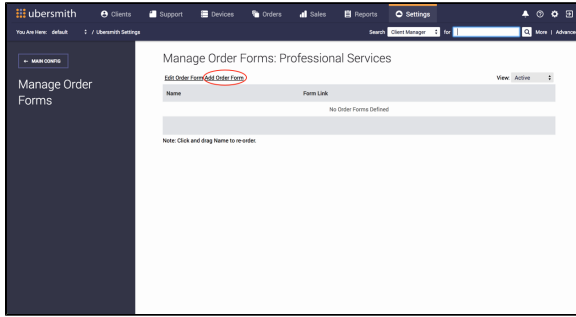 ubersmith Clients Support Devices Orders Sales Reports Settings
You Are Here: default / Ubersmith Settings Search Client Manager for More | Advanced
← MAIN CONFIG
Manage Order Forms: Professional Services
Manage Order
Forms
Edit Order Form Add Order Form View: Active
Name Form Link
No Order Forms Defined
Note: Click and drag Name to re-order.